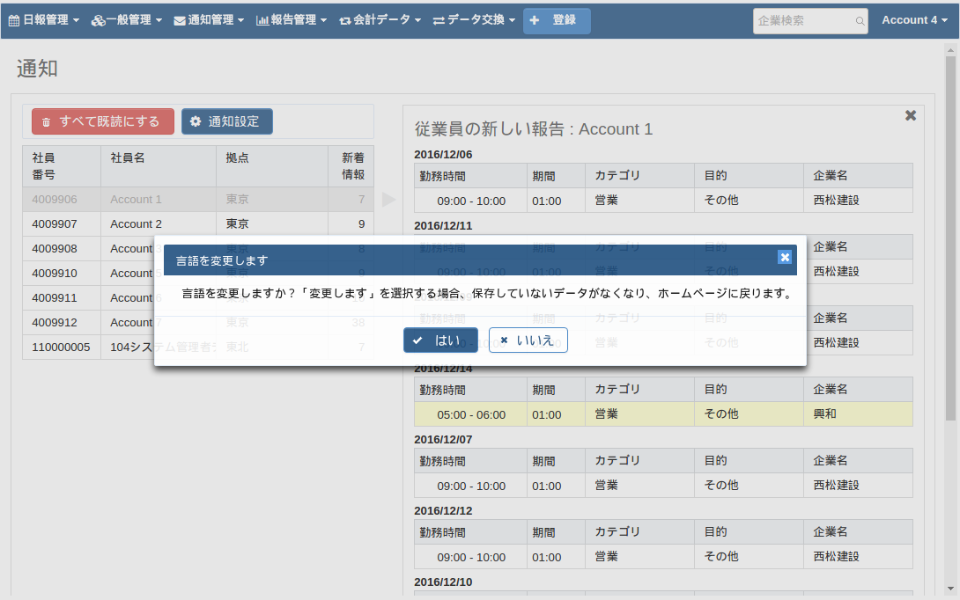 日報管理 一般管理 通知管理 報告管理 会計データ データ交換 登録 企業検索 Account 4
通知
すべて既読にする 通知設定
社員番号 社員名 拠点 新着情報
4009906 Account 1 東京 7
4009907 Account 2 東京 9
4009908 Account 東京 8
4009910 Account 東京 9
4009911 Account 6
4009912 Account 7 東京 38
110000005 104システム管理者 東北 7
従業員の新しい報告 : Account 1
2016/12/06
勤務時間 期間 カテゴリ 目的 企業名
09:00 - 10:00 01:00 営業 その他 西松建設
2016/12/11
勤務時間 期間 カテゴリ 目的 企業名
09:00 - 10:00 01:00 営業 その他 西松建設
言語を変更します
言語を変更しますか？「変更します」を選択する場合、保存していないデータがなくなり、ホームページに戻ります。
はい いいえ
勤務時間 期間 カテゴリ 目的 企業名
営業 その他 西松建設
2016/12/14
勤務時間 期間 カテゴリ 目的 企業名
05:00 - 06:00 01:00 営業 その他 興和
2016/12/07
勤務時間 期間 カテゴリ 目的 企業名
09:00 - 10:00 01:00 営業 その他 西松建設
2016/12/12
勤務時間 期間 カテゴリ 目的 企業名
09:00 - 10:00 01:00 営業 その他 西松建設
2016/12/10